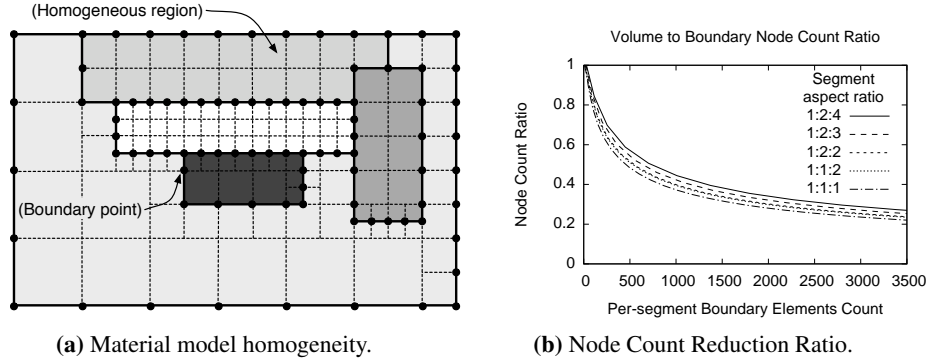 (Homogeneous region)
(Boundary point)
(a) Material model homogeneity.
Volume to Boundary Node Count Ratio
Node Count Ratio
1
0.8
0.6
0.4
0.2
0
Segment
aspect ratio
1:2:4
1:2:3
1:2:2
1:1:2
1:1:1
0 500 1000 1500 2000 2500 3000 3500
Per-segment Boundary Elements Count
(b) Node Count Reduction Ratio.